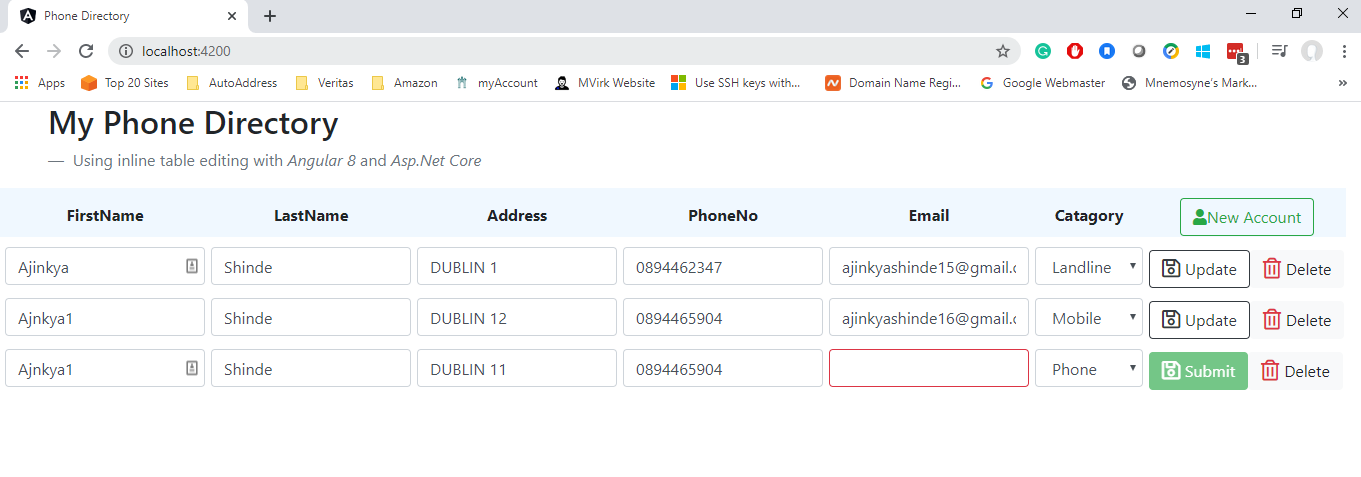 Phone Directory
localhost:4200
3
Apps Top 20 Sites AutoAddress Veritas Amazon myAccount MVirk Website Use SSH keys with... Domain Name Regi... Google Webmaster Mnemosyne's Mark... »
My Phone Directory
— Using inline table editing with Angular 8 and Asp.Net Core
FirstName LastName Address PhoneNo Email Catagory New Account
Ajinkya Shinde DUBLIN 1 0894462347 ajinkyashinde15@gmail.c Landline Update Delete
Ajnkya1 Shinde DUBLIN 12 0894465904 ajinkyashinde16@gmail.c Mobile Update Delete
Ajnkya1 Shinde DUBLIN 11 0894465904 Phone Submit Delete